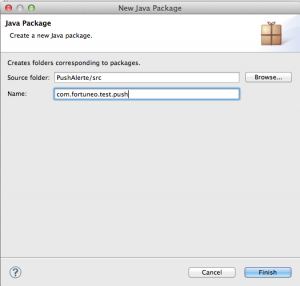 New Java Package
Java Package
Create a new Java package.
Creates folders corresponding to packages.
Source folder: PushAlerte/src Browse...
Name: com.fortuneo.test.push
? Cancel Finish